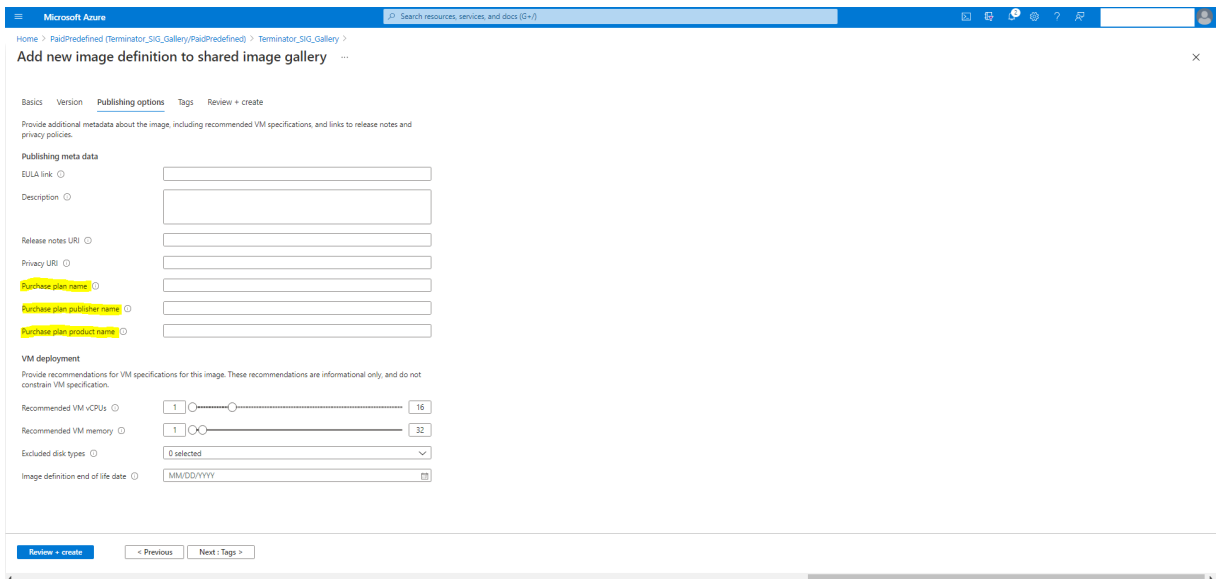 Microsoft Azure
Search resources, services, and docs (G+/)
2
Home > PaidPredefined (Terminator_SIG_Gallery/PaidPredefined) > Terminator_SIG_Gallery >
Add new image definition to shared image gallery ...
Basics Version Publishing options Tags Review + create
Provide additional metadata about the image, including recommended VM specifications, and links to release notes and
privacy policies.
Publishing meta data
EULA link
Description
Release notes URI
Privacy URI
Purchase plan name
Purchase plan publisher name
Purchase plan product name
VM deployment
Provide recommendations for VM specifications for this image. These recommendations are informational only, and do not
constrain VM specification.
Recommended VM vCPUs 1 16
Recommended VM memory 1 32
Excluded disk types 0 selected
Image definition end of life date MM/DD/YYYY
Review + create < Previous Next : Tags >